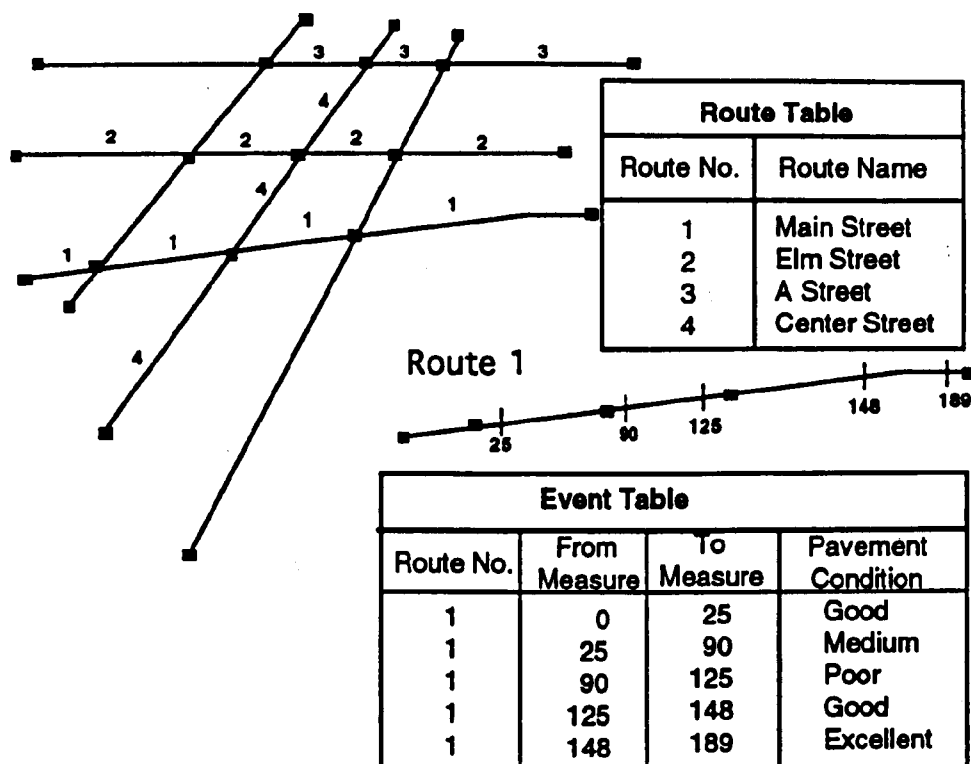 3 3 3
4
2 2 2 2
4
1 1 1 1
4
Route Table
Route No. Route Name
1 Main Street
2 Elm Street
3 A Street
4 Center Street
Route 1
25 90 125 148 189
Event Table
Route No. From Measure To Measure Pavement Condition
1 0 25 Good
1 25 90 Medium
1 90 125 Poor
1 125 148 Good
1 148 189 Excellent